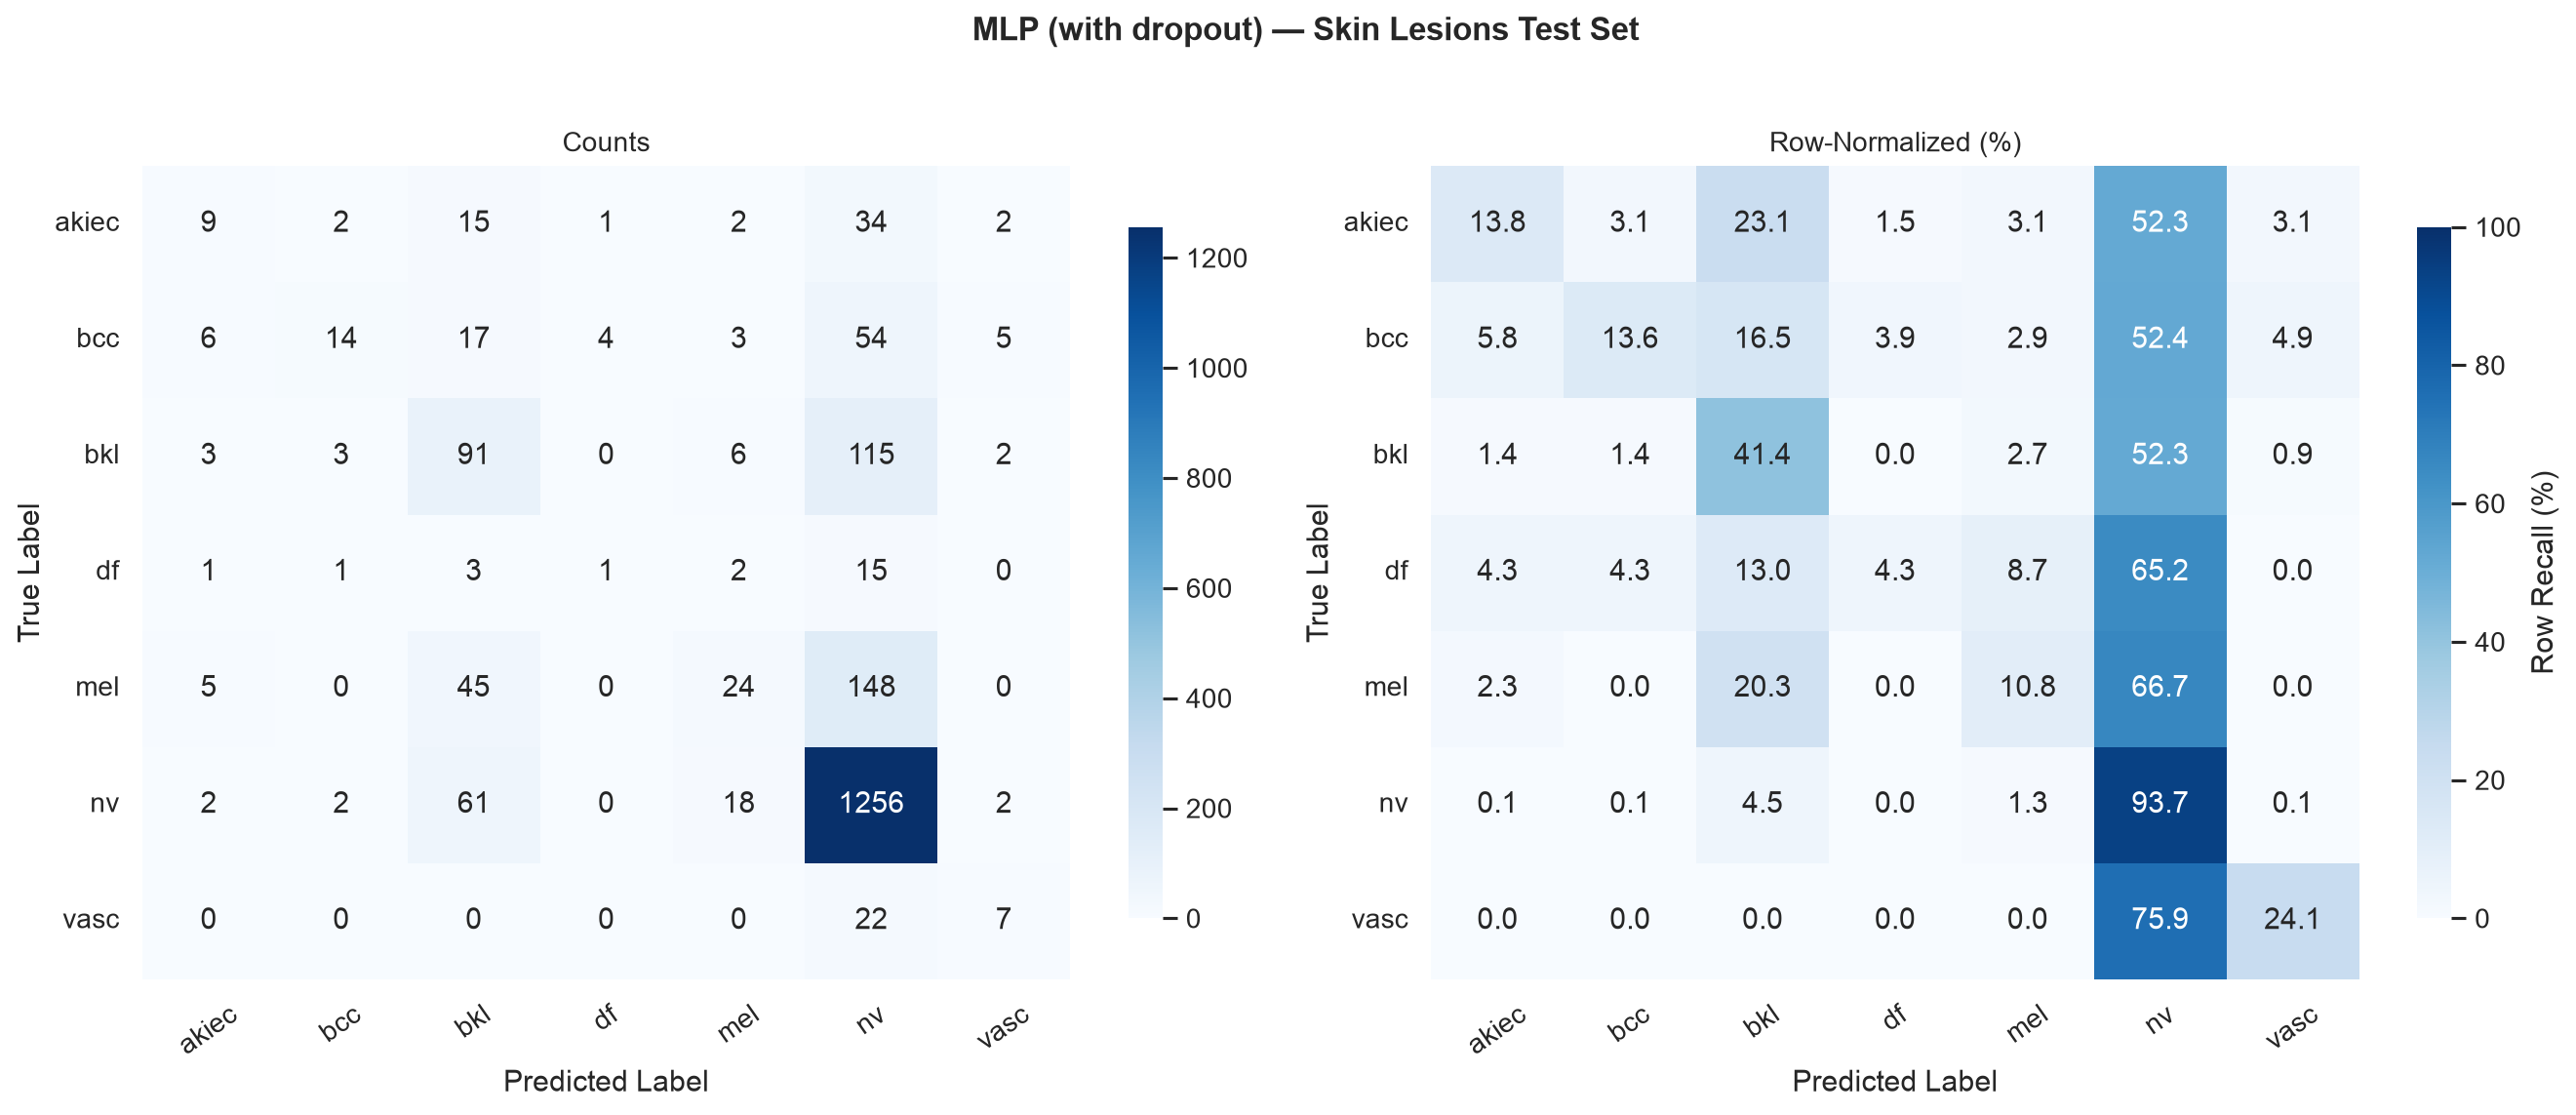 MLP (with dropout) — Skin Lesions Test Set
Counts
True Label
akiec 9 2 15 1 2 34 2
bcc 6 14 17 4 3 54 5
bkl 3 3 91 0 6 115 2
df 1 1 3 1 2 15 0
mel 5 0 45 0 24 148 0
nv 2 2 61 0 18 1256 2
vasc 0 0 0 0 0 22 7
akiec bcc bkl df mel nv vasc
Predicted Label
1200
1000
800
600
400
200
0
Row-Normalized (%)
True Label
akiec 13.8 3.1 23.1 1.5 3.1 52.3 3.1
bcc 5.8 13.6 16.5 3.9 2.9 52.4 4.9
bkl 1.4 1.4 41.4 0.0 2.7 52.3 0.9
df 4.3 4.3 13.0 4.3 8.7 65.2 0.0
mel 2.3 0.0 20.3 0.0 10.8 66.7 0.0
nv 0.1 0.1 4.5 0.0 1.3 93.7 0.1
vasc 0.0 0.0 0.0 0.0 0.0 75.9 24.1
akiec bcc bkl df mel nv vasc
Predicted Label
100
80
60
40
20
0
Row Recall (%)